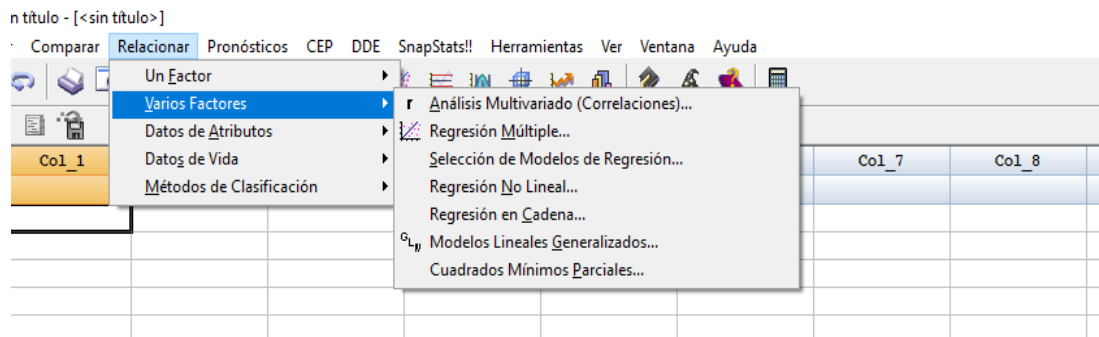 n título - [<sin título>]
Comparar Relacionar Pronósticos CEP DDE SnapStats!! Herramientas Ver Ventana Ayuda
Un Factor
Varios Factores
Datos de Atributos
Datos de Vida
Métodos de Clasificación
r Análisis Multivariado (Correlaciones)...
Regresión Múltiple...
Selección de Modelos de Regresión...
Regresión No Lineal...
Regresión en Cadena...
GLM Modelos Lineales Generalizados...
Cuadrados Mínimos Parciales...
Col_1 Col_7 Col_8